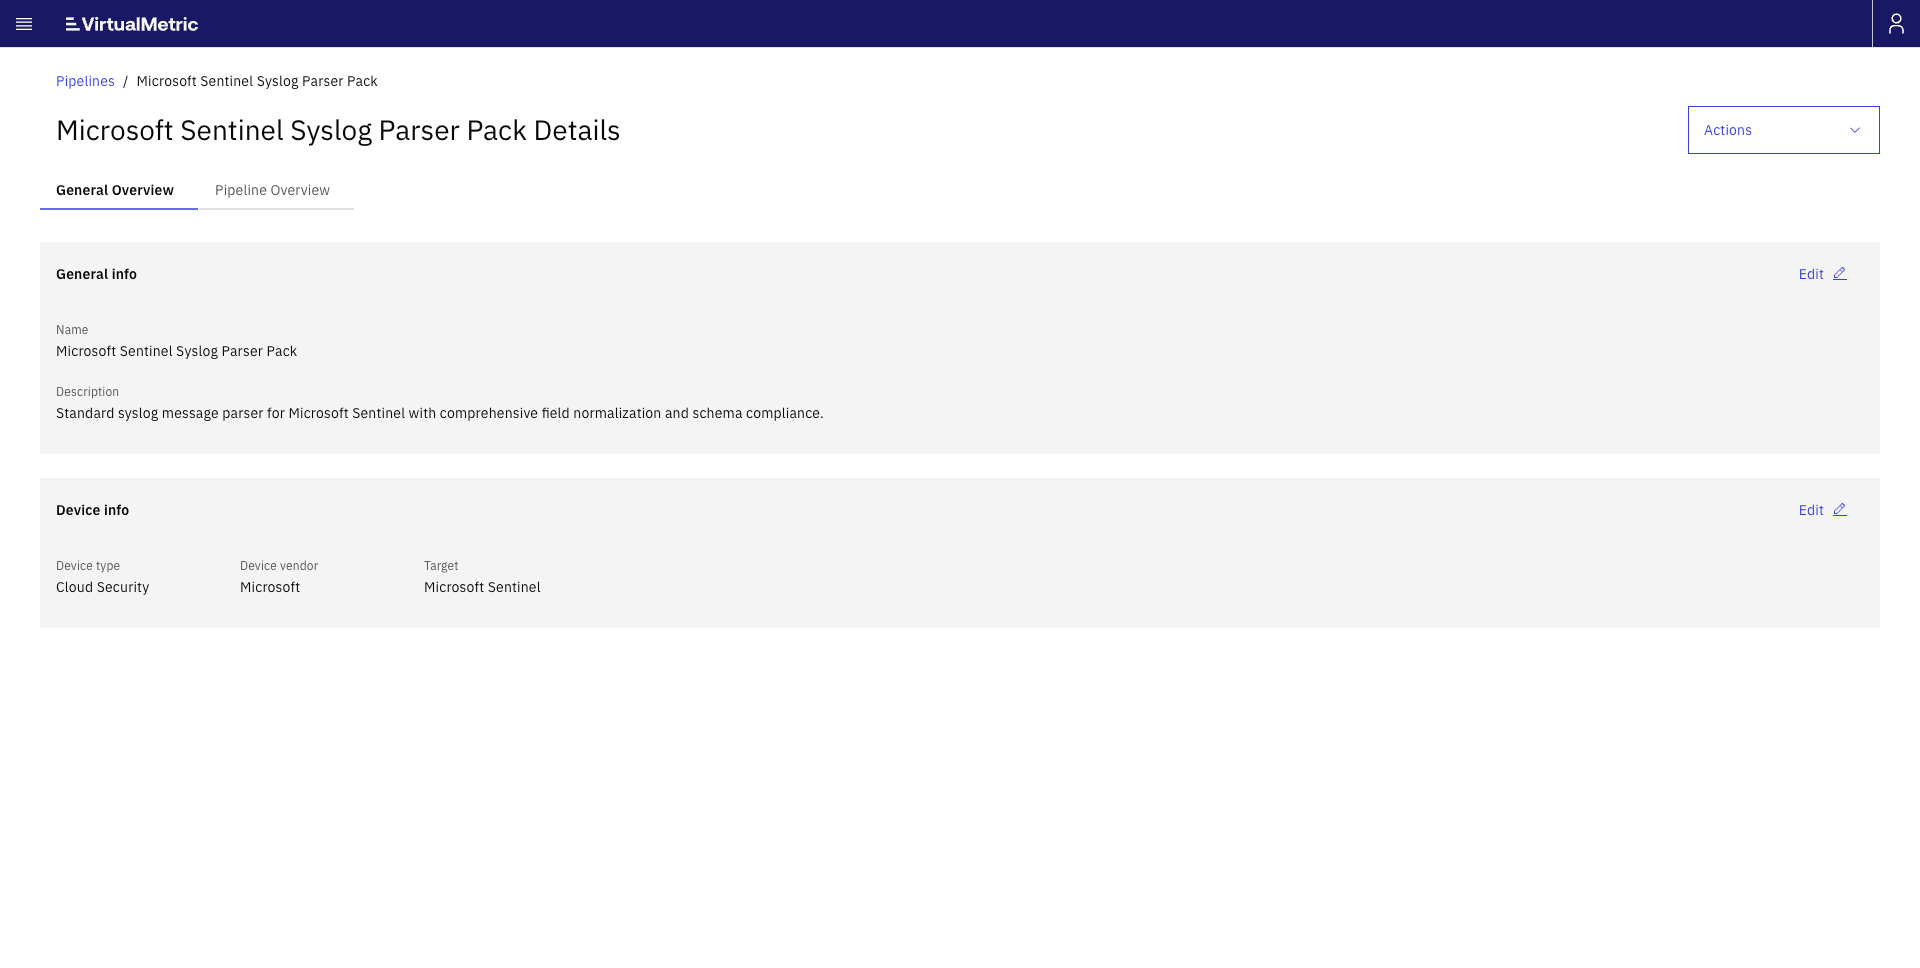 VirtualMetric
Pipelines / Microsoft Sentinel Syslog Parser Pack
Microsoft Sentinel Syslog Parser Pack Details
Actions
General Overview Pipeline Overview
General info Edit
Name
Microsoft Sentinel Syslog Parser Pack
Description
Standard syslog message parser for Microsoft Sentinel with comprehensive field normalization and schema compliance.
Device info Edit
Device type Device vendor Target
Cloud Security Microsoft Microsoft Sentinel